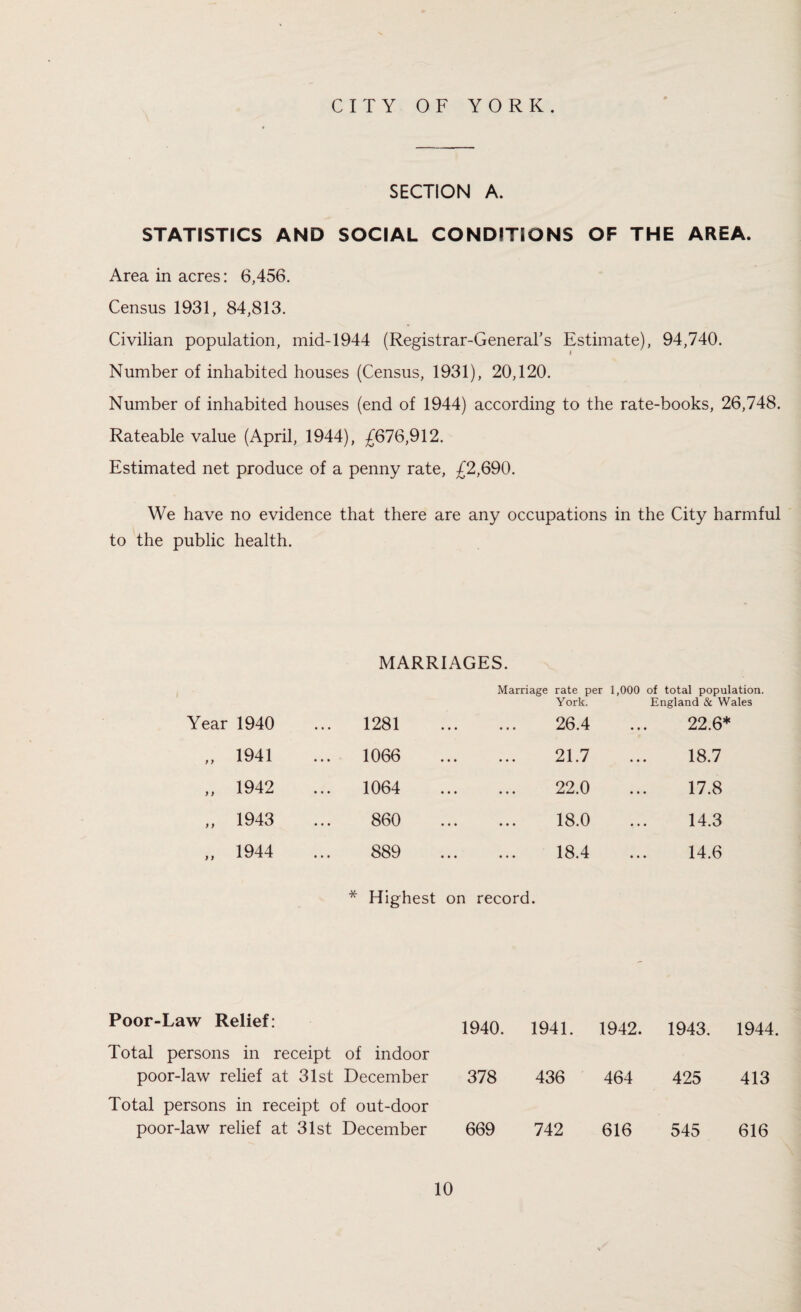 CITY OF YORK.
SECTION A.
STATISTICS AND SOCIAL CONDITIONS OF THE AREA.
Area in acres: 6,456.
Census 1931, 84,813.
Civilian population, mid-1944 (Registrar-General's Estimate), 94,740.
Number of inhabited houses (Census, 1931), 20,120.
Number of inhabited houses (end of 1944) according to the rate-books, 26,748.
Rateable value (April, 1944), £676,912.
Estimated net produce of a penny rate, £2,690.
We have no evidence that there are any occupations in the City harmful
to the public health.
MARRIAGES.
Marriage rate per 1,000 of total population.
York. England & Wales
Year 1940 ... 1281 ... ... 26.4 ... 22.6*
,, 1941 ... 1066 ... ... 21.7 ... 18.7
,, 1942 ... 1064 ... ... 22.0 ... 17.8
,, 1943 ... 860 ... ... 18.0 ... 14.3
,, 1944 ... 889 ... ... 18.4 ... 14.6
* Highest on record.
Poor-Law Relief: 1940. 1941. 1942. 1943. 1944.
Total persons in receipt of indoor
poor-law relief at 31st December 378 436 464 425 413
Total persons in receipt of out-door
poor-law relief at 31st December 669 742 616 545 616
10